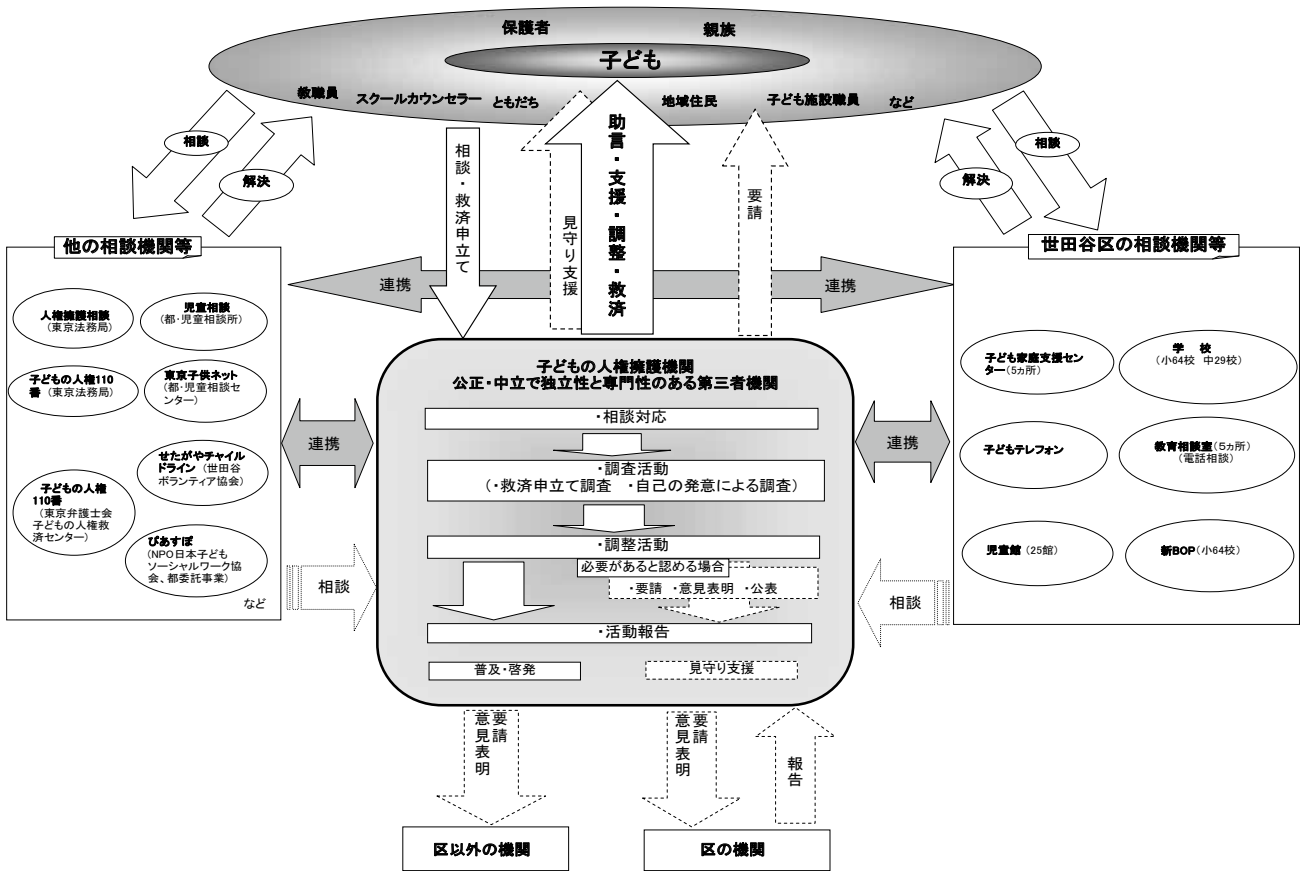 保護者
親族
子ども
教職員
スクールカウンセラー
ともだち
地域住民
子ども施設職員
など
相談
解決
相談・救済申立て
見守り支援
助言・支援・調整・救済
要請
解決
相談
他の相談機関等
人権擁護相談
(東京法務局)
児童相談
(都・児童相談所)
子どもの人権110
番 (東京法務局)
東京子供ネット
(都・児童相談セ
ンター)
せたがやチャイル
ドライン (世田谷
ボランティア協会)
子どもの人権
110番
(東京弁護士会
子どもの人権救
済センター)
ぴあすぽ
(NPO日本子ども
ソーシャルワーク協
会、都委託事業)
など
連携
連携
連携
相談
子どもの人権擁護機関
公正・中立で独立性と専門性のある第三者機関
・相談対応
・調査活動
(・救済申立て調査 ・自己の発意による調査)
・調整活動
必要があると認める場合
・要請 ・意見表明 ・公表
・活動報告
普及・啓発
見守り支援
連携
相談
世田谷区の相談機関等
子ども家庭支援セン
ター(5ヵ所)
学 校
(小64校 中29校)
子どもテレフォン
教育相談室(5ヵ所)
(電話相談)
児童館 (25館)
新BOP(小64校)
要請
意見表明
要請
意見表明
報告
区以外の機関
区の機関